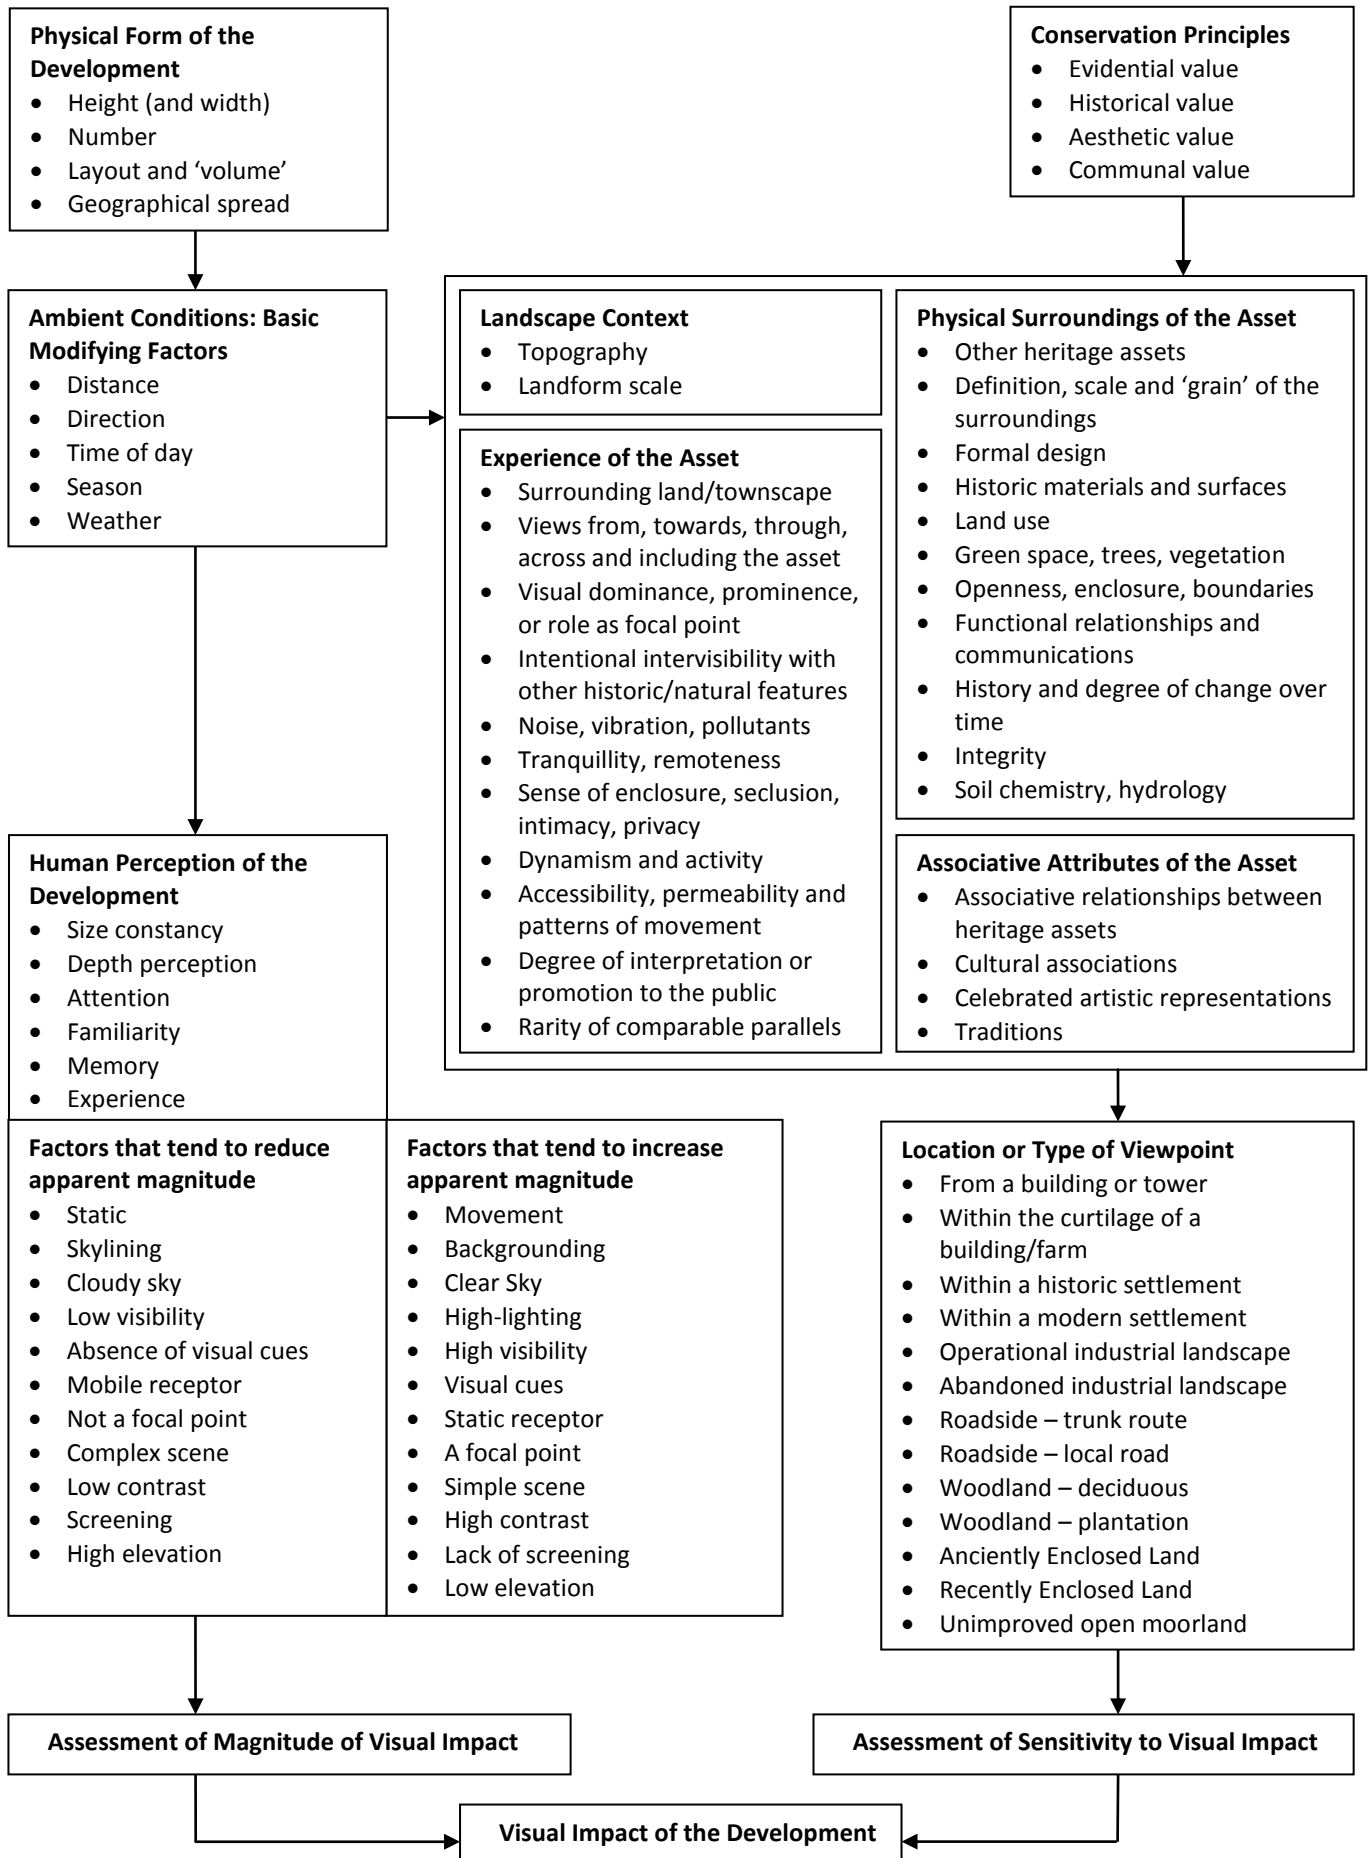 Physical Form of the
Development
• Height (and width)
• Number
• Layout and ‘volume’
• Geographical spread
Conservation Principles
• Evidential value
• Historical value
• Aesthetic value
• Communal value
Ambient Conditions: Basic
Modifying Factors
• Distance
• Direction
• Time of day
• Season
• Weather
Landscape Context
• Topography
• Landform scale
Experience of the Asset
• Surrounding land/townscape
• Views from, towards, through,
across and including the asset
• Visual dominance, prominence,
or role as focal point
• Intentional intervisibility with
other historic/natural features
• Noise, vibration, pollutants
• Tranquillity, remoteness
• Sense of enclosure, seclusion,
intimacy, privacy
• Dynamism and activity
• Accessibility, permeability and
patterns of movement
• Degree of interpretation or
promotion to the public
• Rarity of comparable parallels
Physical Surroundings of the Asset
• Other heritage assets
• Definition, scale and ‘grain’ of the
surroundings
• Formal design
• Historic materials and surfaces
• Land use
• Green space, trees, vegetation
• Openness, enclosure, boundaries
• Functional relationships and
communications
• History and degree of change over
time
• Integrity
• Soil chemistry, hydrology
Associative Attributes of the Asset
• Associative relationships between
heritage assets
• Cultural associations
• Celebrated artistic representations
• Traditions
Human Perception of the
Development
• Size constancy
• Depth perception
• Attention
• Familiarity
• Memory
• Experience
Factors that tend to reduce
apparent magnitude
• Static
• Skylining
• Cloudy sky
• Low visibility
• Absence of visual cues
• Mobile receptor
• Not a focal point
• Complex scene
• Low contrast
• Screening
• High elevation
Factors that tend to increase
apparent magnitude
• Movement
• Backgrounding
• Clear Sky
• High-lighting
• High visibility
• Visual cues
• Static receptor
• A focal point
• Simple scene
• High contrast
• Lack of screening
• Low elevation
Location or Type of Viewpoint
• From a building or tower
• Within the curtilage of a
building/farm
• Within a historic settlement
• Within a modern settlement
• Operational industrial landscape
• Abandoned industrial landscape
• Roadside – trunk route
• Roadside – local road
• Woodland – deciduous
• Woodland – plantation
• Anciently Enclosed Land
• Recently Enclosed Land
• Unimproved open moorland
Assessment of Magnitude of Visual Impact
Assessment of Sensitivity to Visual Impact
Visual Impact of the Development